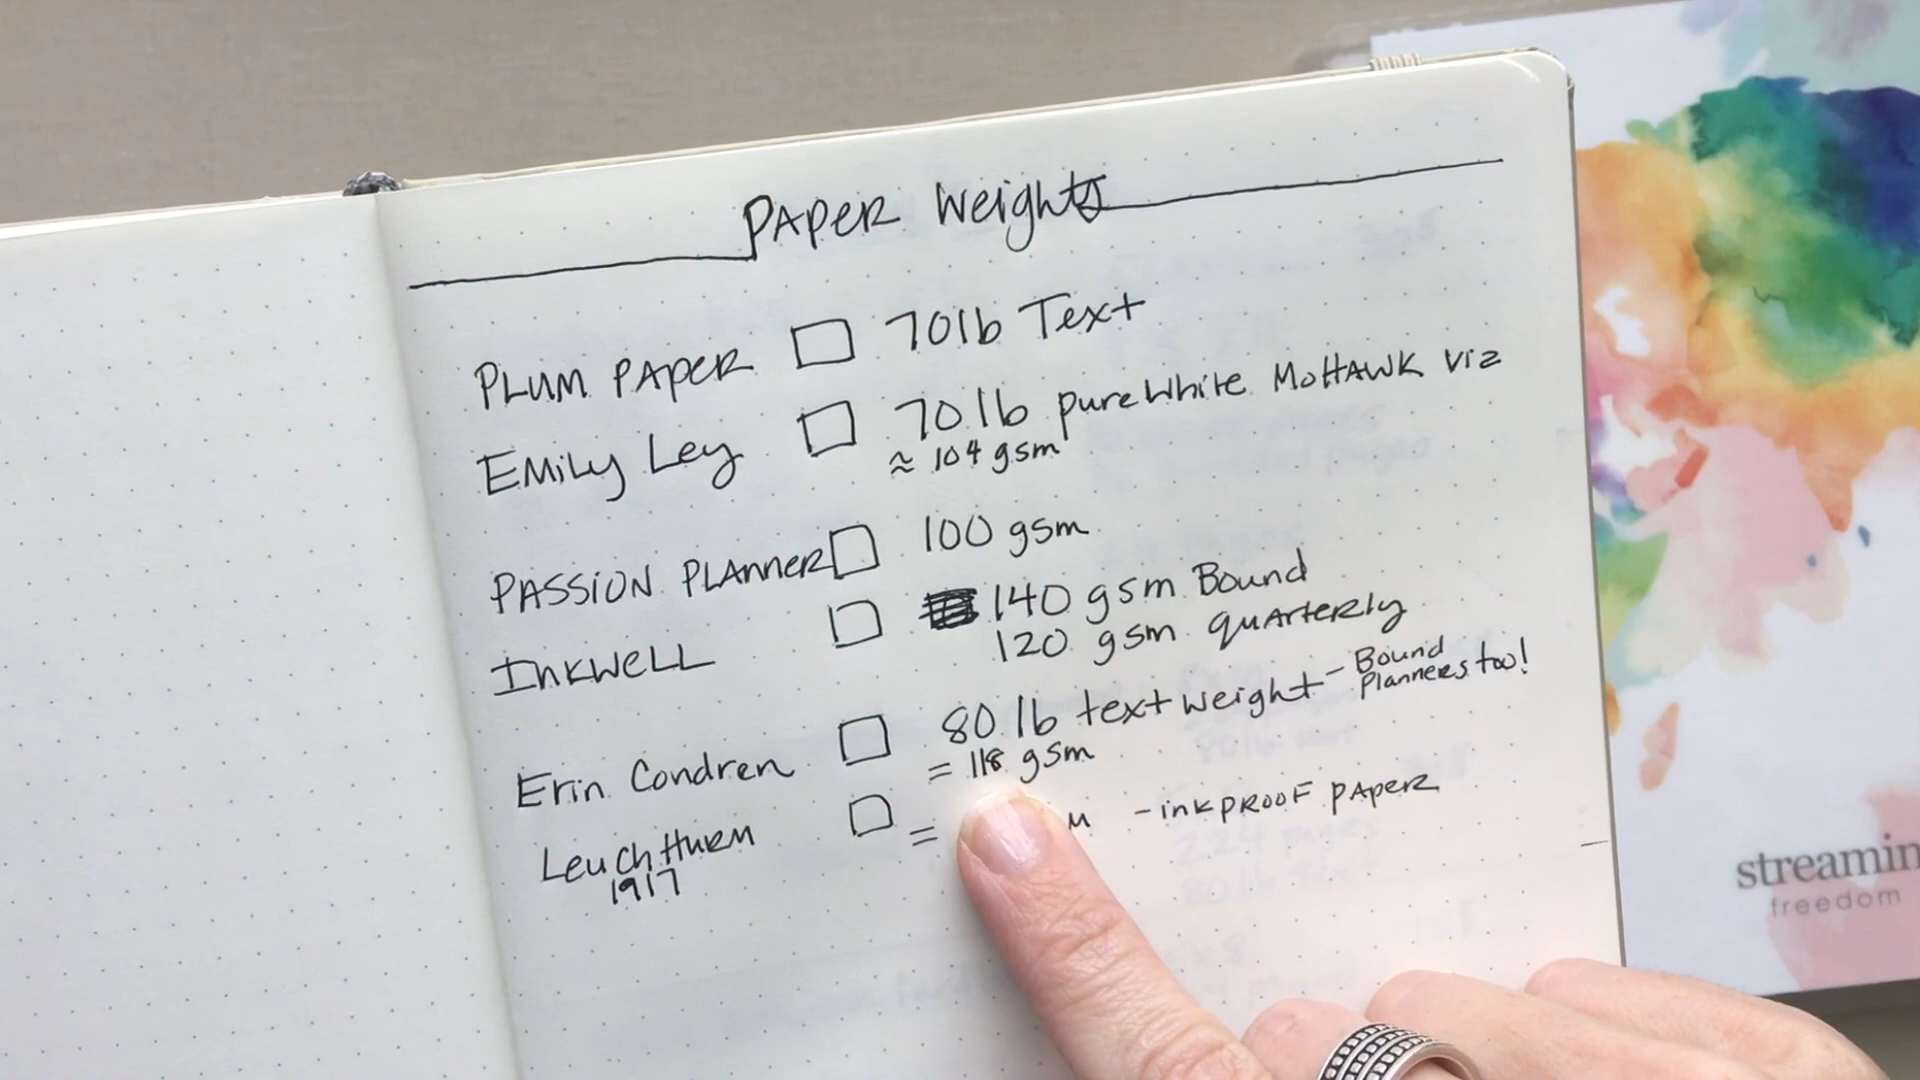 PAPER Weights
PLUM PAPER 70lb Text
EMiLy Ley 70lb pure white MoHAWK Viz
≈ 104 gsm
PASSiON PLAnneR 100 gsm
InkWeLL 140 gsm Bound
120 gsm quArteRLy
Erin Condren 80 lb text weight - Bound Planners too!
= 118 gsm
Leuchtturm = - inkpRooF pApeR
1917
streamin
freedom